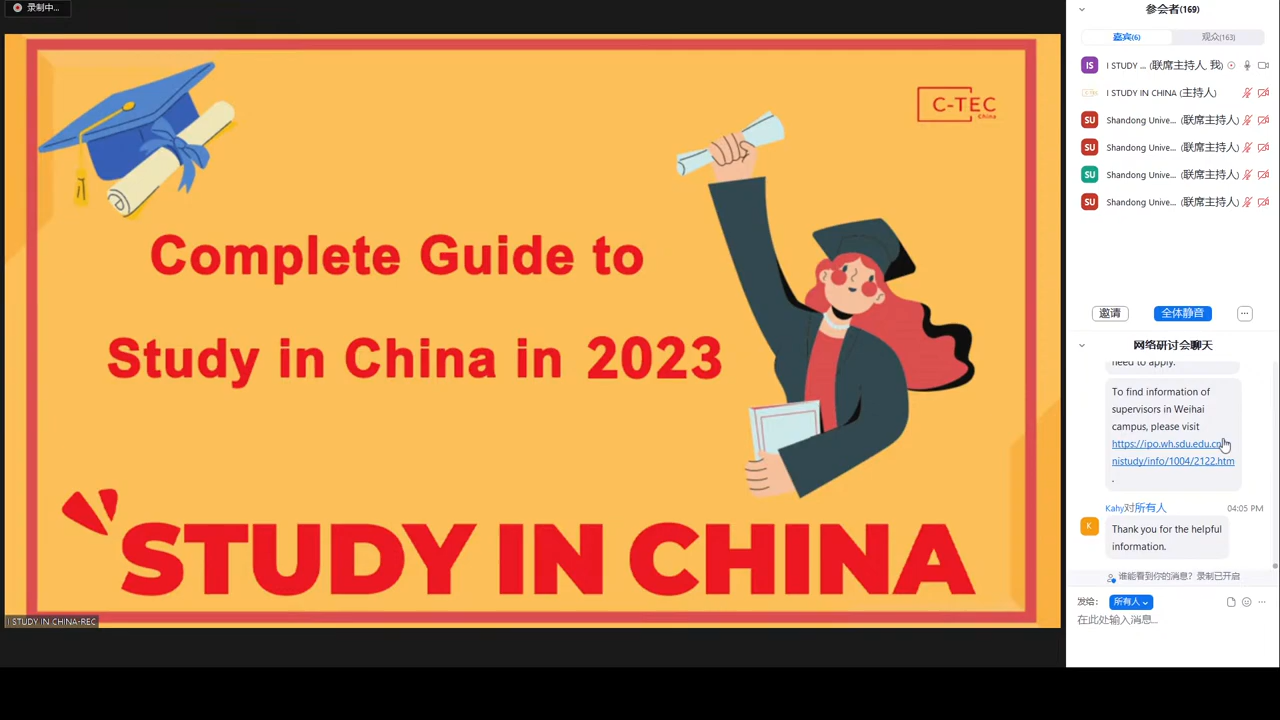 录制中...
C-TEC
China
Complete Guide to
Study in China in 2023
STUDY IN CHINA
I STUDY IN CHINA-REC
参会者(169)
嘉宾(6)
观众(163)
IS I STUDY ... (联席主持人, 我)
I STUDY IN CHINA (主持人)
SU Shandong Unive... (联席主持人)
SU Shandong Unive... (联席主持人)
SU Shandong Unive... (联席主持人)
SU Shandong Unive... (联席主持人)
邀请
全体静音
网络研讨会聊天
need to apply.
To find information of
supervisors in Weihai
campus, please visit
https://ipo.wh.sdu.edu.cn
nistudy/info/1004/2122.htm
.
Kahy对所有人 04:05 PM
K
Thank you for the helpful
information.
谁能看到你的消息? 录制已开启
发给: 所有人
在此处输入消息...